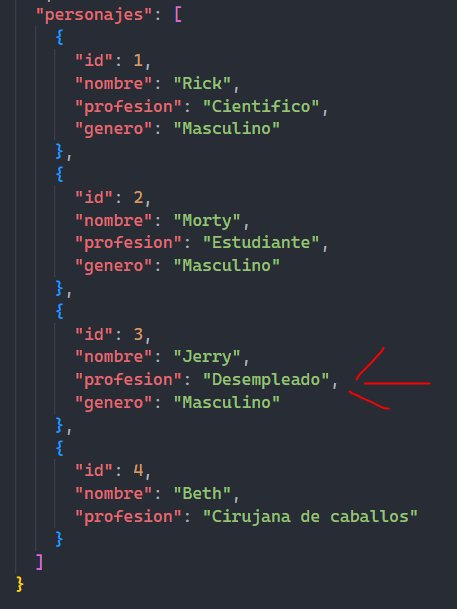 "personajes": [
{
"id": 1,
"nombre": "Rick",
"profesion": "Cientifico",
"genero": "Masculino"
},
{
"id": 2,
"nombre": "Morty",
"profesion": "Estudiante",
"genero": "Masculino"
},
{
"id": 3,
"nombre": "Jerry",
"profesion": "Desempleado",
"genero": "Masculino"
},
{
"id": 4,
"nombre": "Beth",
"profesion": "Cirujana de caballos"
}
]
}